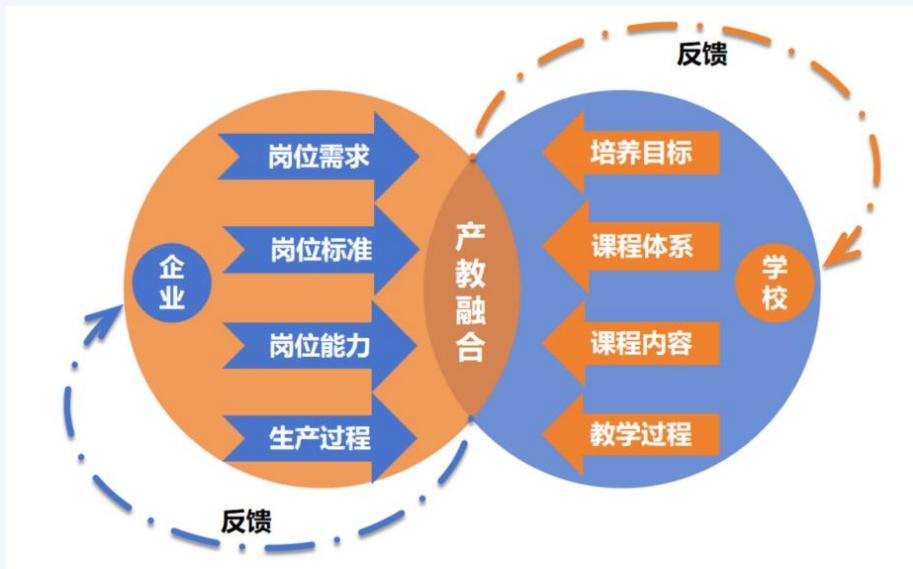 反馈
岗位需求
培养目标
岗位标准
课程体系
企业
产教融合
学校
岗位能力
课程内容
生产过程
教学过程
反馈